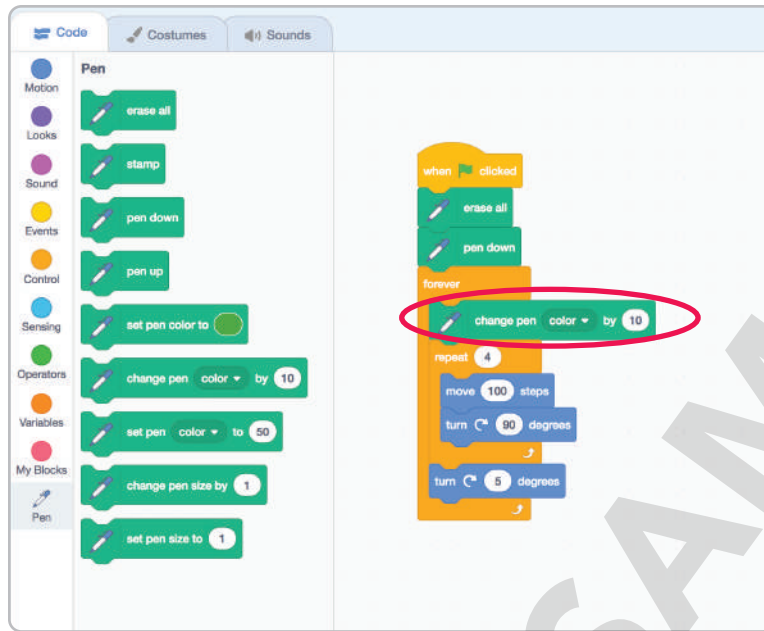 Code Costumes Sounds
Motion
Looks
Sound
Events
Control
Sensing
Operators
Variables
My Blocks
Pen
Pen
erase all
stamp
pen down
pen up
set pen color to
change pen color by 10
set pen color to 50
change pen size by 1
set pen size to 1
when clicked
erase all
pen down
forever
change pen color by 10
repeat 4
move 100 steps
turn 90 degrees
turn 5 degrees
SAM